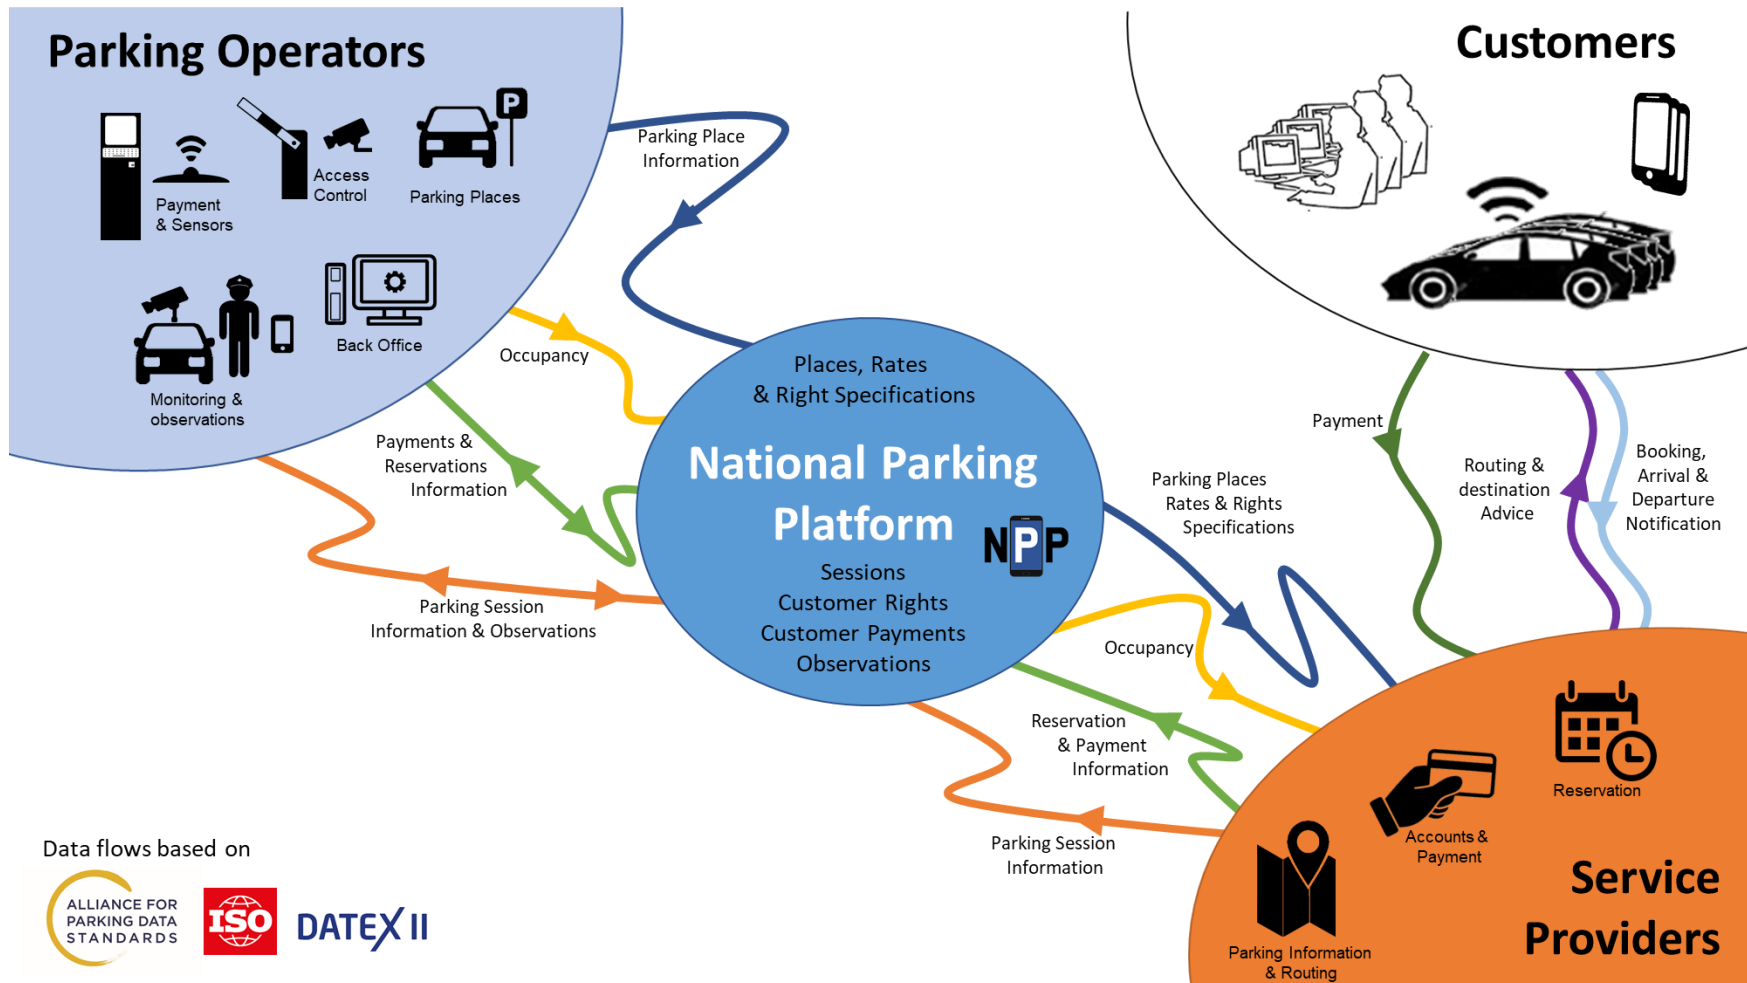 Parking Operators
Payment
& Sensors
Access
Control
P
Parking Places
Monitoring &
observations
Back Office
Customers
Parking Place
Information
Occupancy
Payments &
Reservations
Information
Parking Session
Information & Observations
Places, Rates
& Right Specifications
National Parking
Platform
NPP
Sessions
Customer Rights
Customer Payments
Observations
Parking Places
Rates & Rights
Specifications
Payment
Routing &
destination
Advice
Booking,
Arrival &
Departure
Notification
Occupancy
Reservation
& Payment
Information
Parking Session
Information
Reservation
Accounts &
Payment
Parking Information
& Routing
Service
Providers
Data flows based on
ALLIANCE FOR
PARKING DATA
STANDARDS
ISO
DATEX II